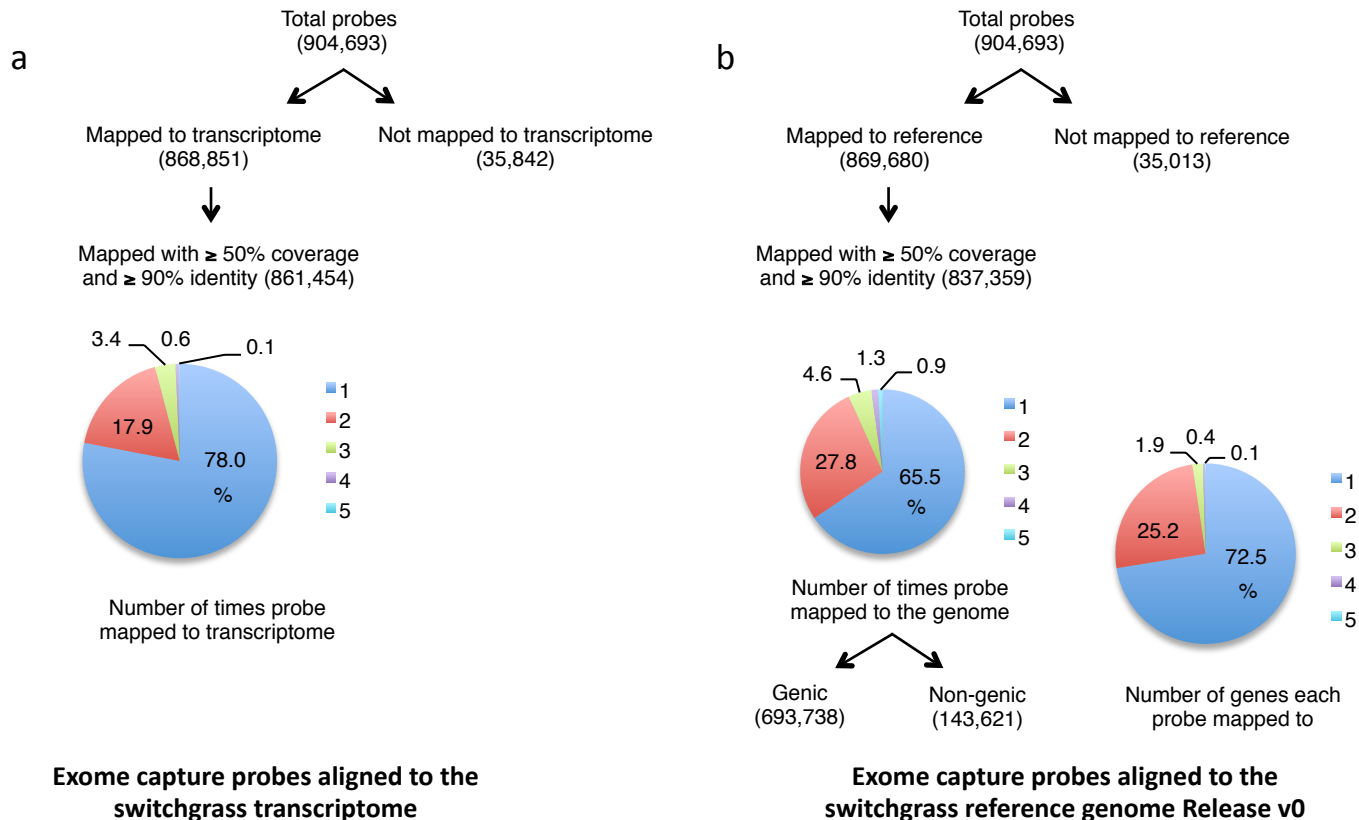 a
Total probes
(904,693)
Mapped to transcriptome
(868,851)
Not mapped to transcriptome
(35,842)
Mapped with ≥ 50% coverage
and ≥ 90% identity (861,454)
3.4
0.6
0.1
17.9
78.0
%
1
2
3
4
5
Number of times probe
mapped to transcriptome
Exome capture probes aligned to the
switchgrass transcriptome
b
Total probes
(904,693)
Mapped to reference
(869,680)
Not mapped to reference
(35,013)
Mapped with ≥ 50% coverage
and ≥ 90% identity (837,359)
4.6
1.3
0.9
27.8
65.5
%
1
2
3
4
5
Number of times probe
mapped to the genome
Genic
(693,738)
Non-genic
(143,621)
1.9
0.4
0.1
25.2
72.5
%
1
2
3
4
5
Number of genes each
probe mapped to
Exome capture probes aligned to the
switchgrass reference genome Release v0